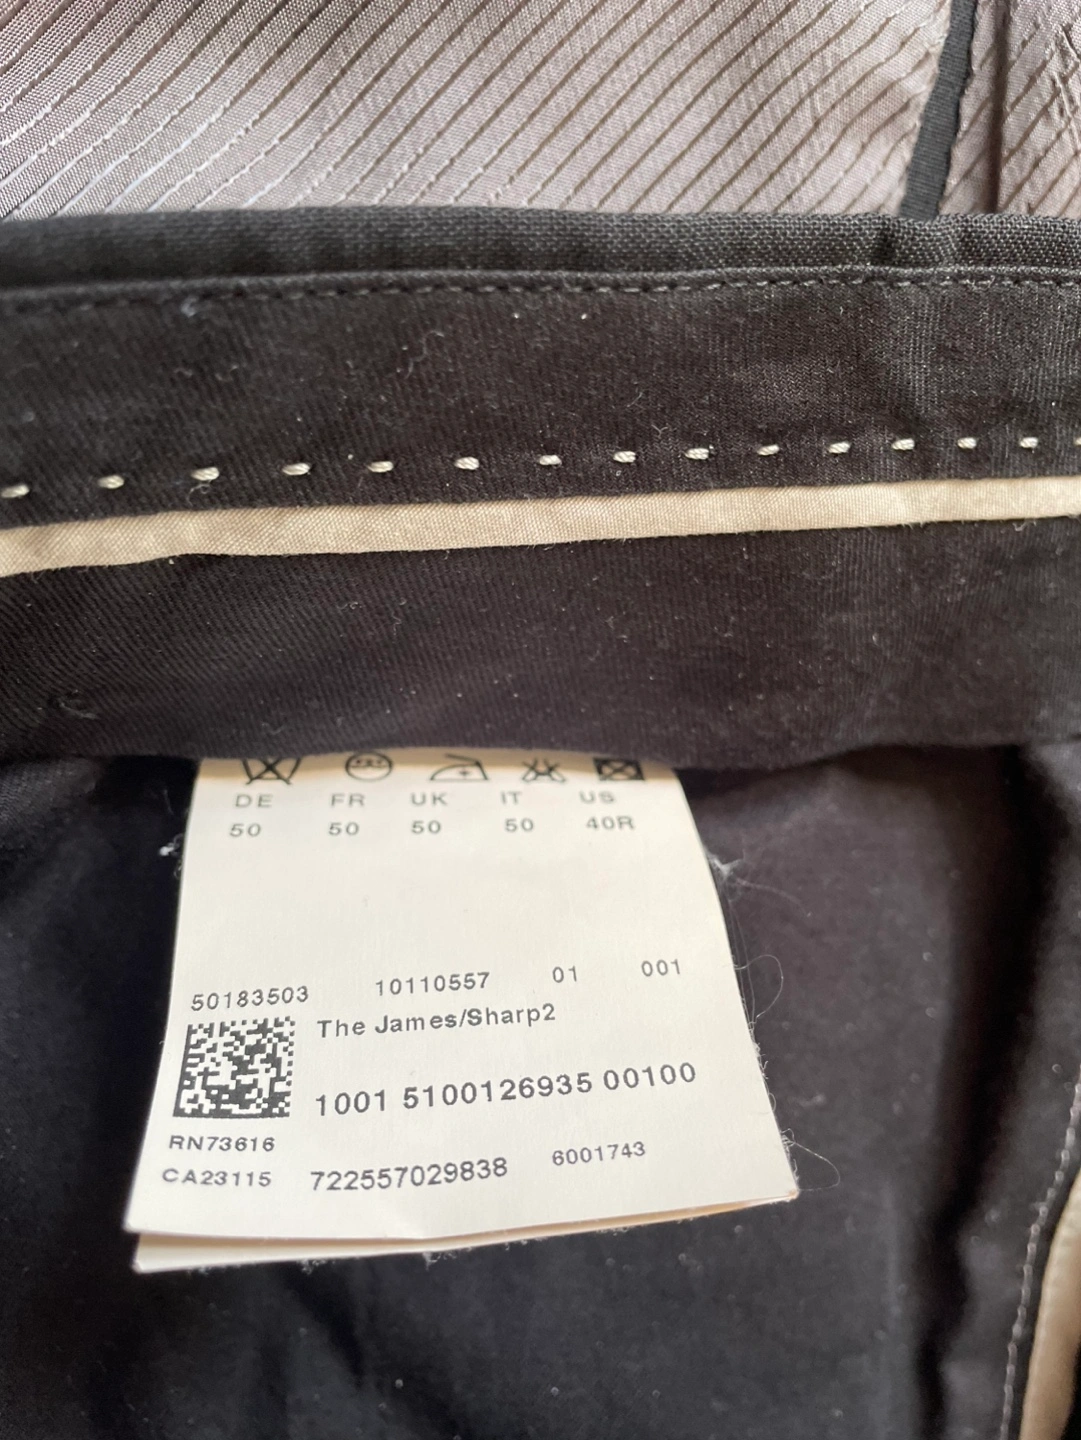 DE FR UK IT US
50 50 50 50 40R
50183503 10110557 01 001
The James/Sharp2
1001 5100126935 00100
RN73616
CA23115 722557029838 6001743